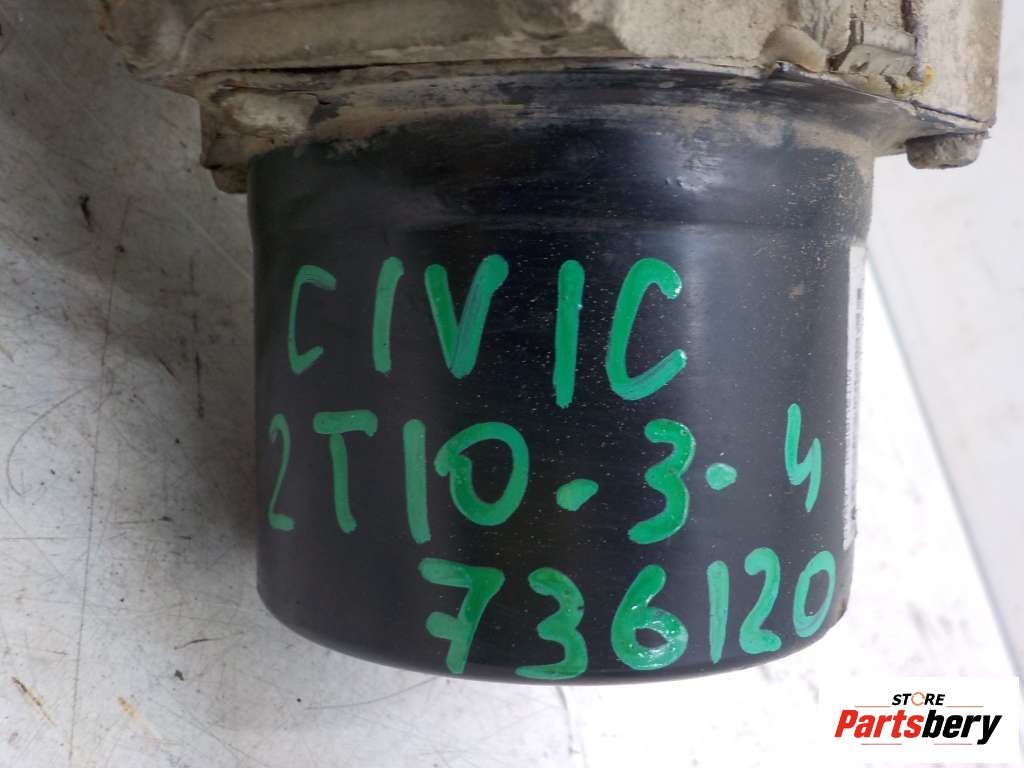 CIVIC
2T10.3.4
736120
STORE
Partsbery